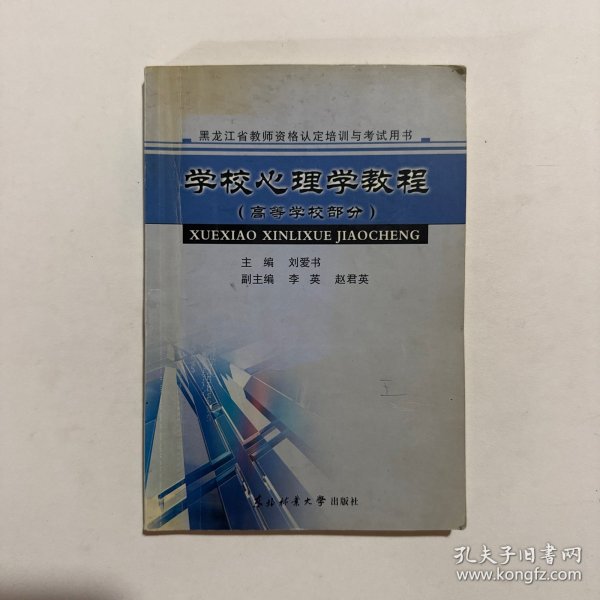 黑龙江省教师资格认定培训与考试用书
学校心理学教程
（高等学校部分）
XUEXIAO XINLIXUE JIAOCHENG
主 编 刘爱书
副主编 李 英 赵君英
东北林业大学出版社
孔夫子旧书网
www.kongfz.com